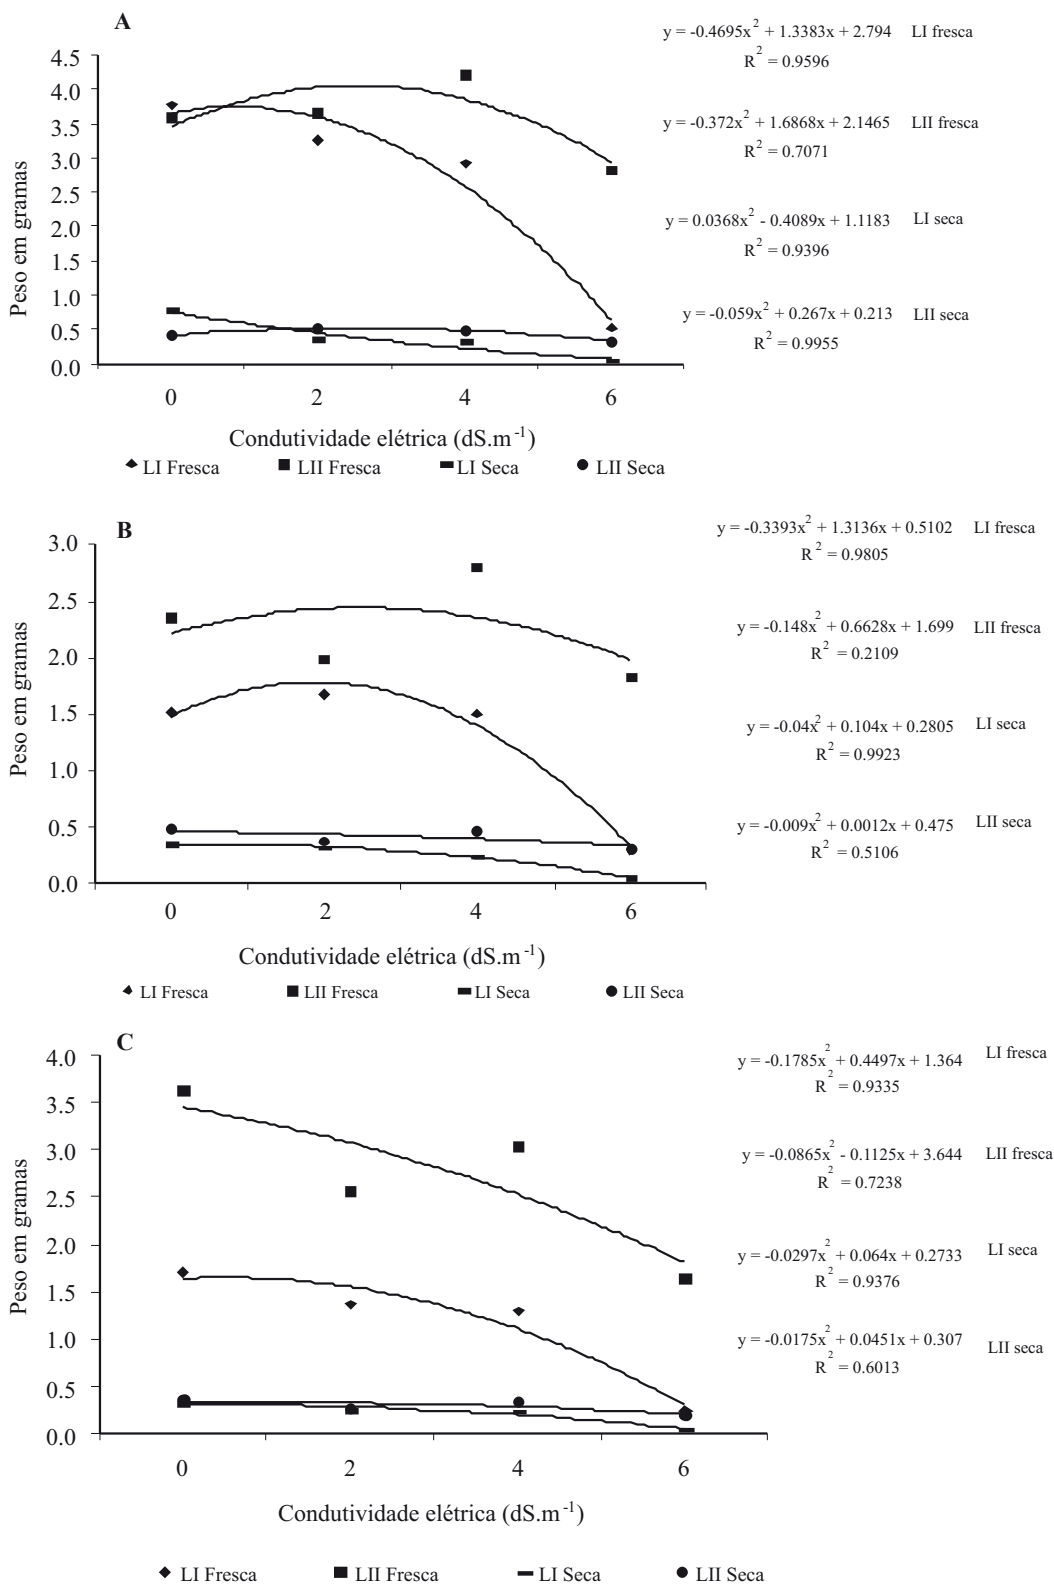 A
y = -0.4695x² + 1.3383x + 2.794 LI fresca
R² = 0.9596
y = -0.372x² + 1.6868x + 2.1465 LII fresca
R² = 0.7071
y = 0.0368x² - 0.4089x + 1.1183 LI seca
R² = 0.9396
y = -0.059x² + 0.267x + 0.213 LII seca
R² = 0.9955
Peso em gramas
4.5
4.0
3.5
3.0
2.5
2.0
1.5
1.0
0.5
0.0
0 2 4 6
Condutividade elétrica (dS.m⁻¹)
LI Fresca LII Fresca LI Seca LII Seca
B
y = -0.3393x² + 1.3136x + 0.5102 LI fresca
R² = 0.9805
y = -0.148x² + 0.6628x + 1.699 LII fresca
R² = 0.2109
y = -0.04x² + 0.104x + 0.2805 LI seca
R² = 0.9923
y = -0.009x² + 0.0012x + 0.475 LII seca
R² = 0.5106
Peso em gramas
3.0
2.5
2.0
1.5
1.0
0.5
0.0
0 2 4 6
Condutividade elétrica (dS.m⁻¹)
LI Fresca LII Fresca LI Seca LII Seca
C
y = -0.1785x² + 0.4497x + 1.364 LI fresca
R² = 0.9335
y = -0.0865x² - 0.1125x + 3.644 LII fresca
R² = 0.7238
y = -0.0297x² + 0.064x + 0.2733 LI seca
R² = 0.9376
y = -0.0175x² + 0.0451x + 0.307 LII seca
R² = 0.6013
Peso em gramas
4.0
3.5
3.0
2.5
2.0
1.5
1.0
0.5
0.0
0 2 4 6
Condutividade elétrica (dS.m⁻¹)
LI Fresca LII Fresca LI Seca LII Seca